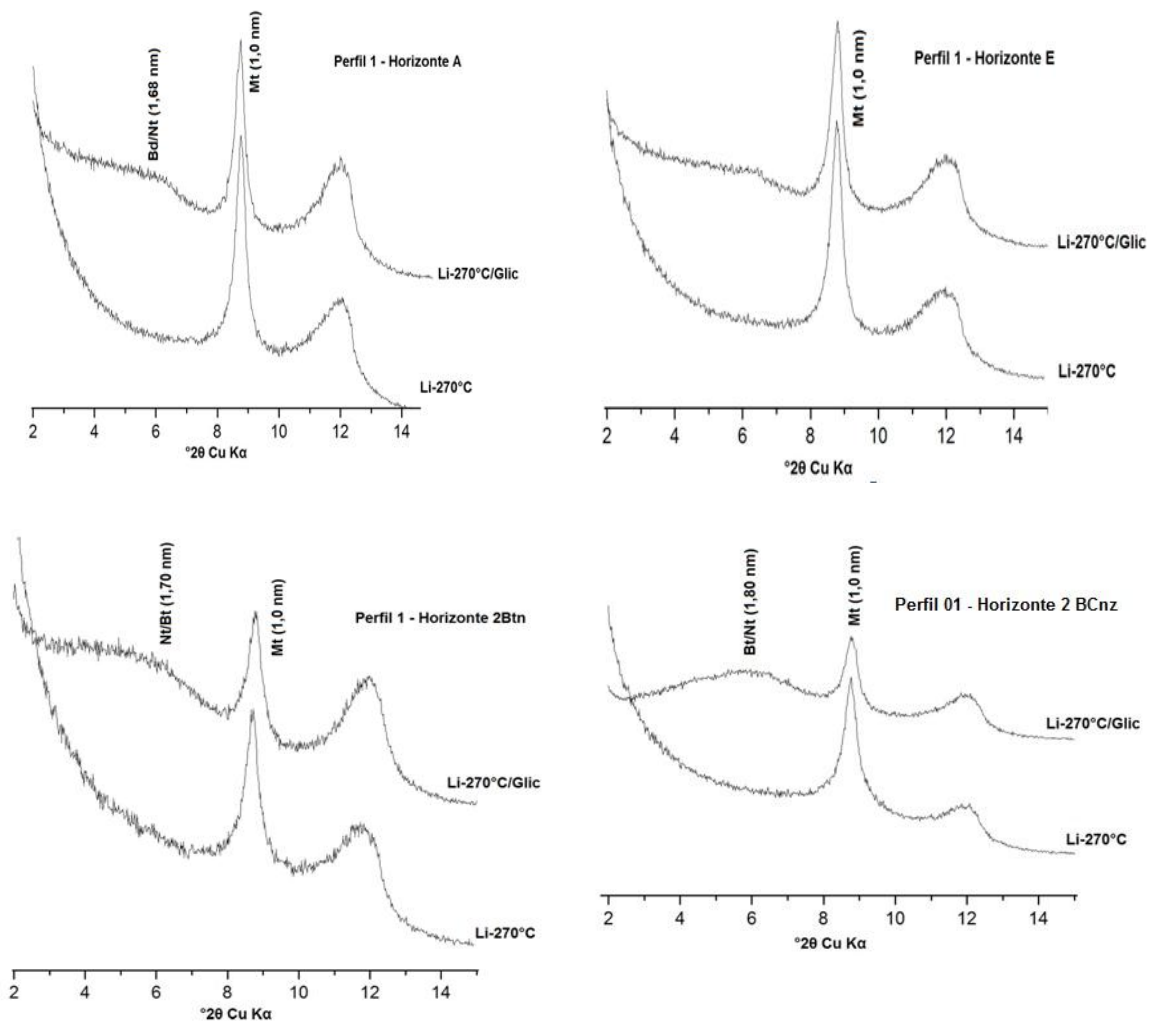 Bd/Nt (1,68 nm)
Mt (1,0 nm)
Perfil 1 - Horizonte A
Li-270°C/Glic
Li-270°C
2 4 6 8 10 12 14
°2θ Cu Kα
Mt (1,0 nm)
Perfil 1 - Horizonte E
Li-270°C/Glic
Li-270°C
2 4 6 8 10 12 14
°2θ Cu Kα
Nt/Bt (1,70 nm)
Mt (1,0 nm)
Perfil 1 - Horizonte 2Btn
Li-270°C/Glic
Li-270°C
2 4 6 8 10 12 14
°2θ Cu Kα
Bt/Nt (1,80 nm)
Mt (1,0 nm)
Perfil 01 - Horizonte 2 BCnz
Li-270°C/Glic
Li-270°C
2 4 6 8 10 12 14
°2θ Cu Kα